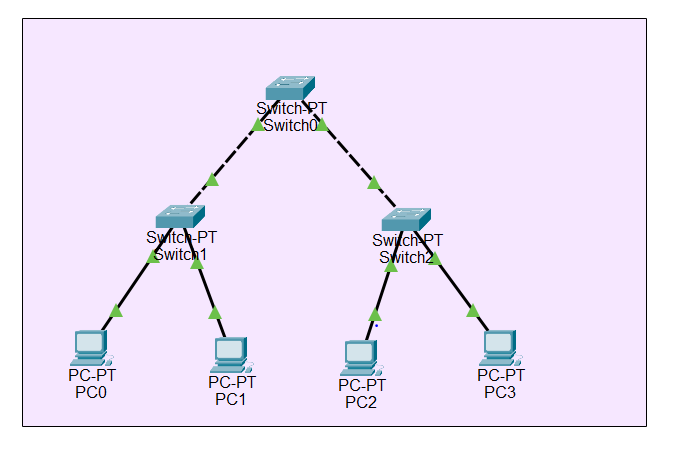 Switch-PT
Switch0
Switch-PT
Switch1
Switch-PT
Switch2
PC-PT
PC0
PC-PT
PC1
PC-PT
PC2
PC-PT
PC3